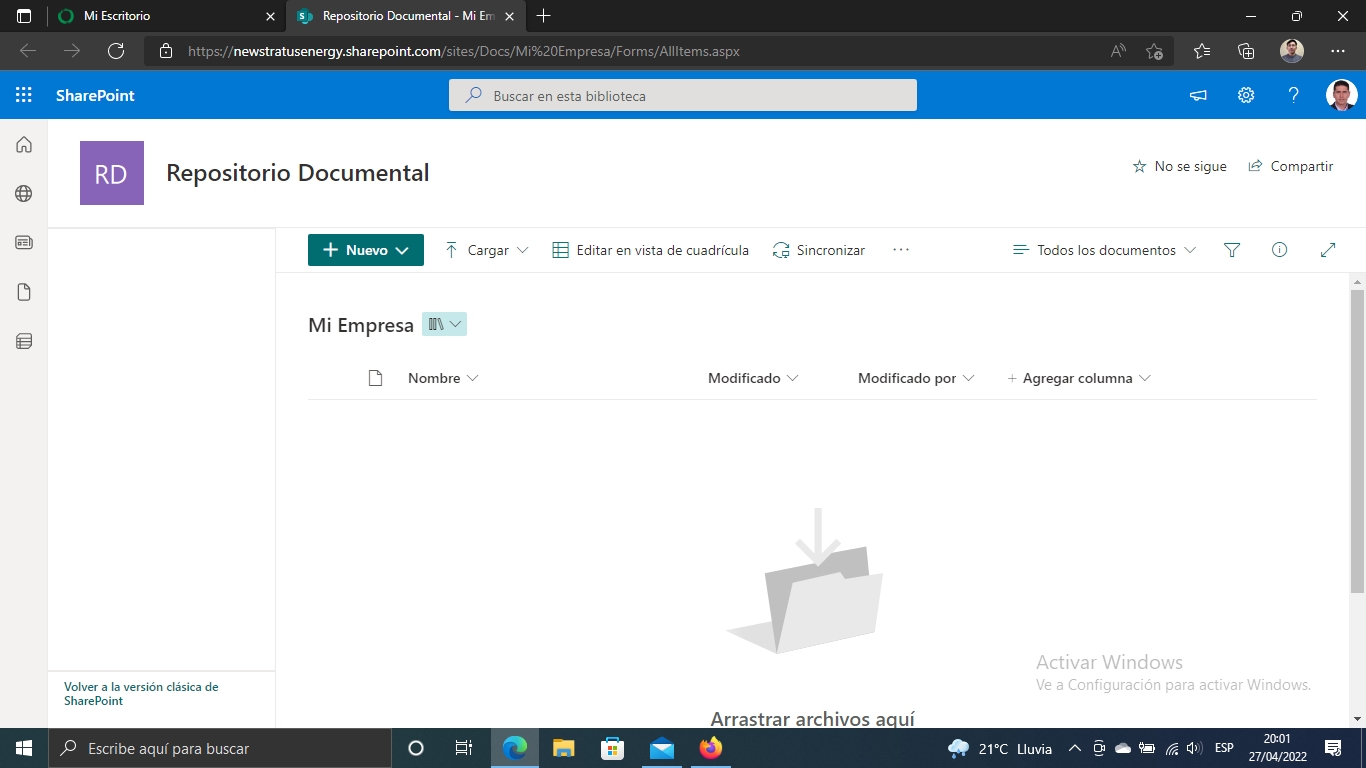 Mi Escritorio
Repositorio Documental - Mi Em
https://newstratusenergy.sharepoint.com/sites/Docs/Mi%20Empresa/Forms/AllItems.aspx
SharePoint
Buscar en esta biblioteca
RD
Repositorio Documental
No se sigue
Compartir
Nuevo
Cargar
Editar en vista de cuadrícula
Sincronizar
Todos los documentos
Mi Empresa
Nombre
Modificado
Modificado por
Agregar columna
Activar Windows
Ve a Configuración para activar Windows.
Volver a la versión clásica de
SharePoint
Arrastrar archivos aquí
Escribe aquí para buscar
21°C Lluvia
ESP
20:01
27/04/2022